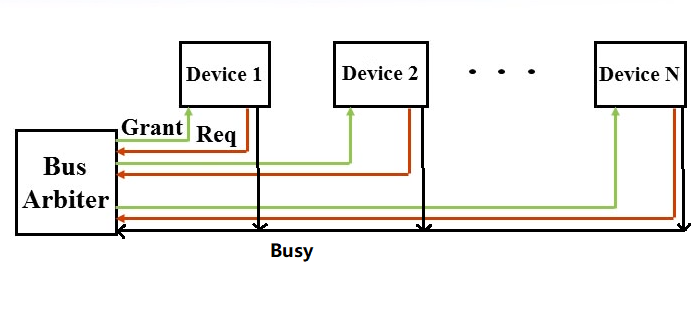 Device 1
Device 2
Device N
Grant
Req
Bus
Arbiter
Busy